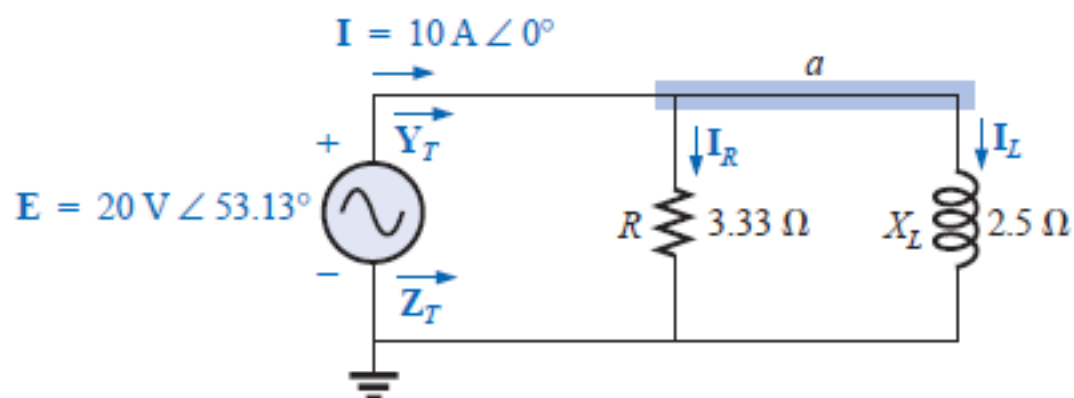 I = 10 A ∠ 0°
a
+
Y_T
I_R
I_L
E = 20 V ∠ 53.13°
R
3.33 Ω
X_L
2.5 Ω
−
Z_T